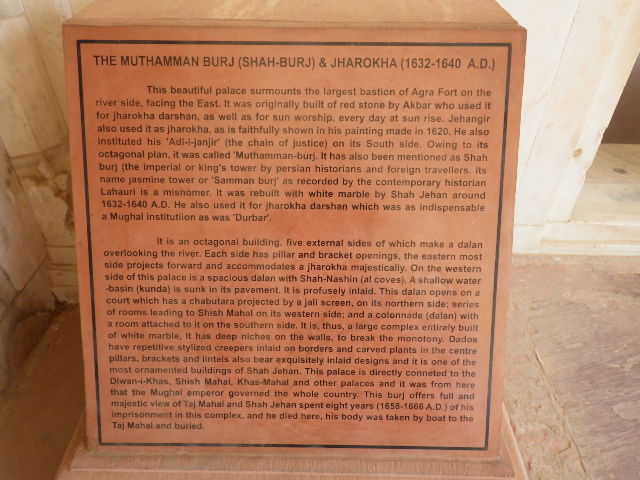 THE MUTHAMMAN BURJ (SHAH-BURJ) & JHAROKHA (1632-1640 A.D.)
This beautiful palace surmounts the largest bastion of Agra Fort on the
river side, facing the East. It was originally built of red stone by Akbar who used it
for jharokha darshan, as well as for sun worship, every day at sun rise. Jehangir
also used it as jharokha, as is faithfully shown in his painting made in 1620. He also
instituted his 'Adl-i-janjir' (the chain of justice) on its South side. Owing to its
octagonal plan, it was called 'Muthamman-burj. It has also been mentioned as Shah
burj (the imperial or king's tower by persian historians and foreign travellers. Its
name jasmine tower or 'Samman burj' as recorded by the contemporary historian
Lahauri is a misnomer. It was rebuilt with white marble by Shah Jehan around
1632-1640 A.D. He also used it for jharokha darshan which was as indispensable
a Mughal institutiion as was 'Durbar'.
It is an octagonal building, five external sides of which make a dalan
overlooking the river. Each side has pillar and bracket openings, the eastern most
side projects forward and accommodates a jharokha majestically. On the western
side of this palace is a spacious dalan with Shah-Nashin (al coves). A shallow water
-basin (kunda) is sunk in its pavement. It is profusely inlaid. This dalan opens on a
court which has a chabutara projected by a jali screen, on its northern side; series
of rooms leading to Shish Mahal on its western side; and a colonnade (dalan) with
a room attached to it on the southern side. It is, thus, a large complex entirely built
of white marble, It has deep niches on the walls, to break the monotony. Dados
have repetitive stylized creepers inlaid on borders and carved plants in the centre
pillars, brackets and lintels also bear exquisitely inlaid designs and it is one of the
most ornamented buildings of Shah Jehan. This palace is directly conneted to the
Diwan-i-Khas, Shish Mahal, Khas-Mahal and other palaces and it was from here
that the Mughal emperor governed the whole country. This burj offers full and
majestic view of Taj Mahal and Shah Jehan spent eight years (1658-1666 A.D.) of his
imprisonment in this complex, and he died here, his body was taken by boat to the
Taj Mahal and buried.